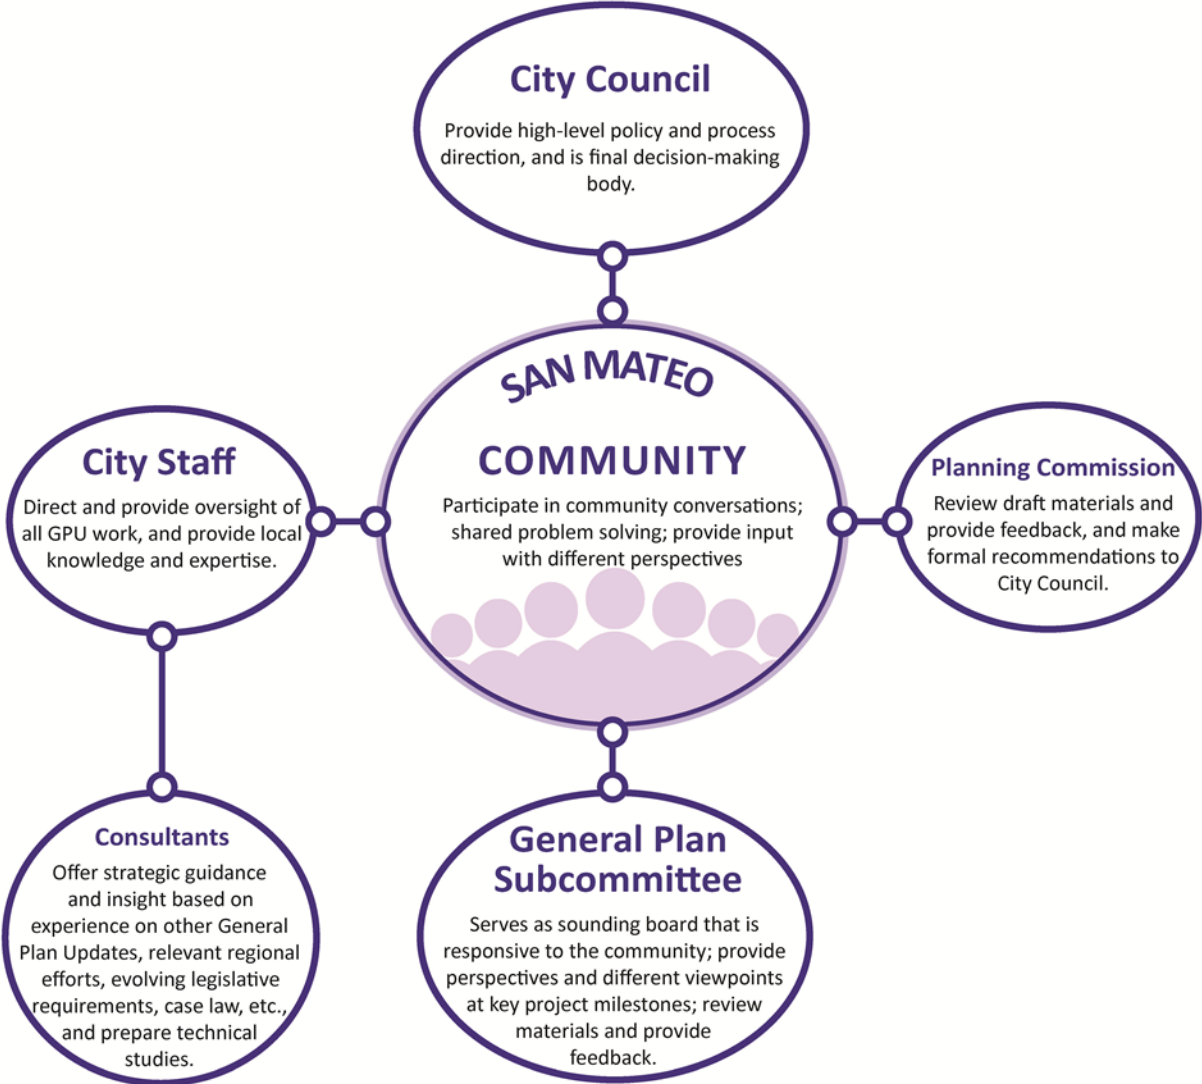 City Council
Provide high-level policy and process
direction, and is final decision-making
body.
SAN MATEO
COMMUNITY
Participate in community conversations;
shared problem solving; provide input
with different perspectives
City Staff
Direct and provide oversight of
all GPU work, and provide local
knowledge and expertise.
Planning Commission
Review draft materials and
provide feedback, and make
formal recommendations to
City Council.
Consultants
Offer strategic guidance
and insight based on
experience on other General
Plan Updates, relevant regional
efforts, evolving legislative
requirements, case law, etc.,
and prepare technical
studies.
General Plan
Subcommittee
Serves as sounding board that is
responsive to the community; provide
perspectives and different viewpoints
at key project milestones; review
materials and provide
feedback.